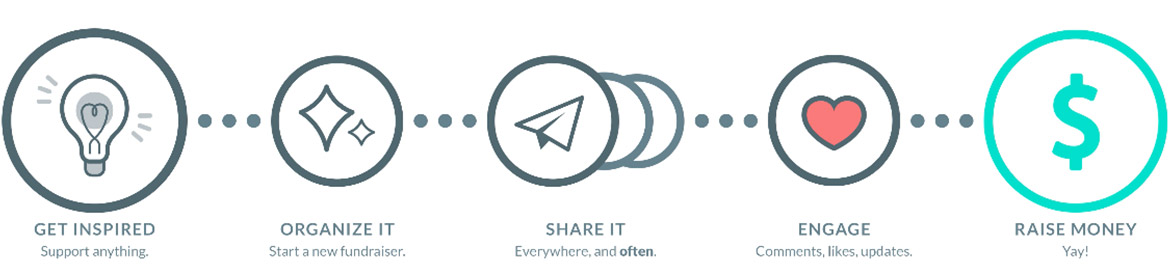 GET INSPIRED
Support anything.
ORGANIZE IT
Start a new fundraiser.
SHARE IT
Everywhere, and often.
ENGAGE
Comments, likes, updates.
$
RAISE MONEY
Yay!